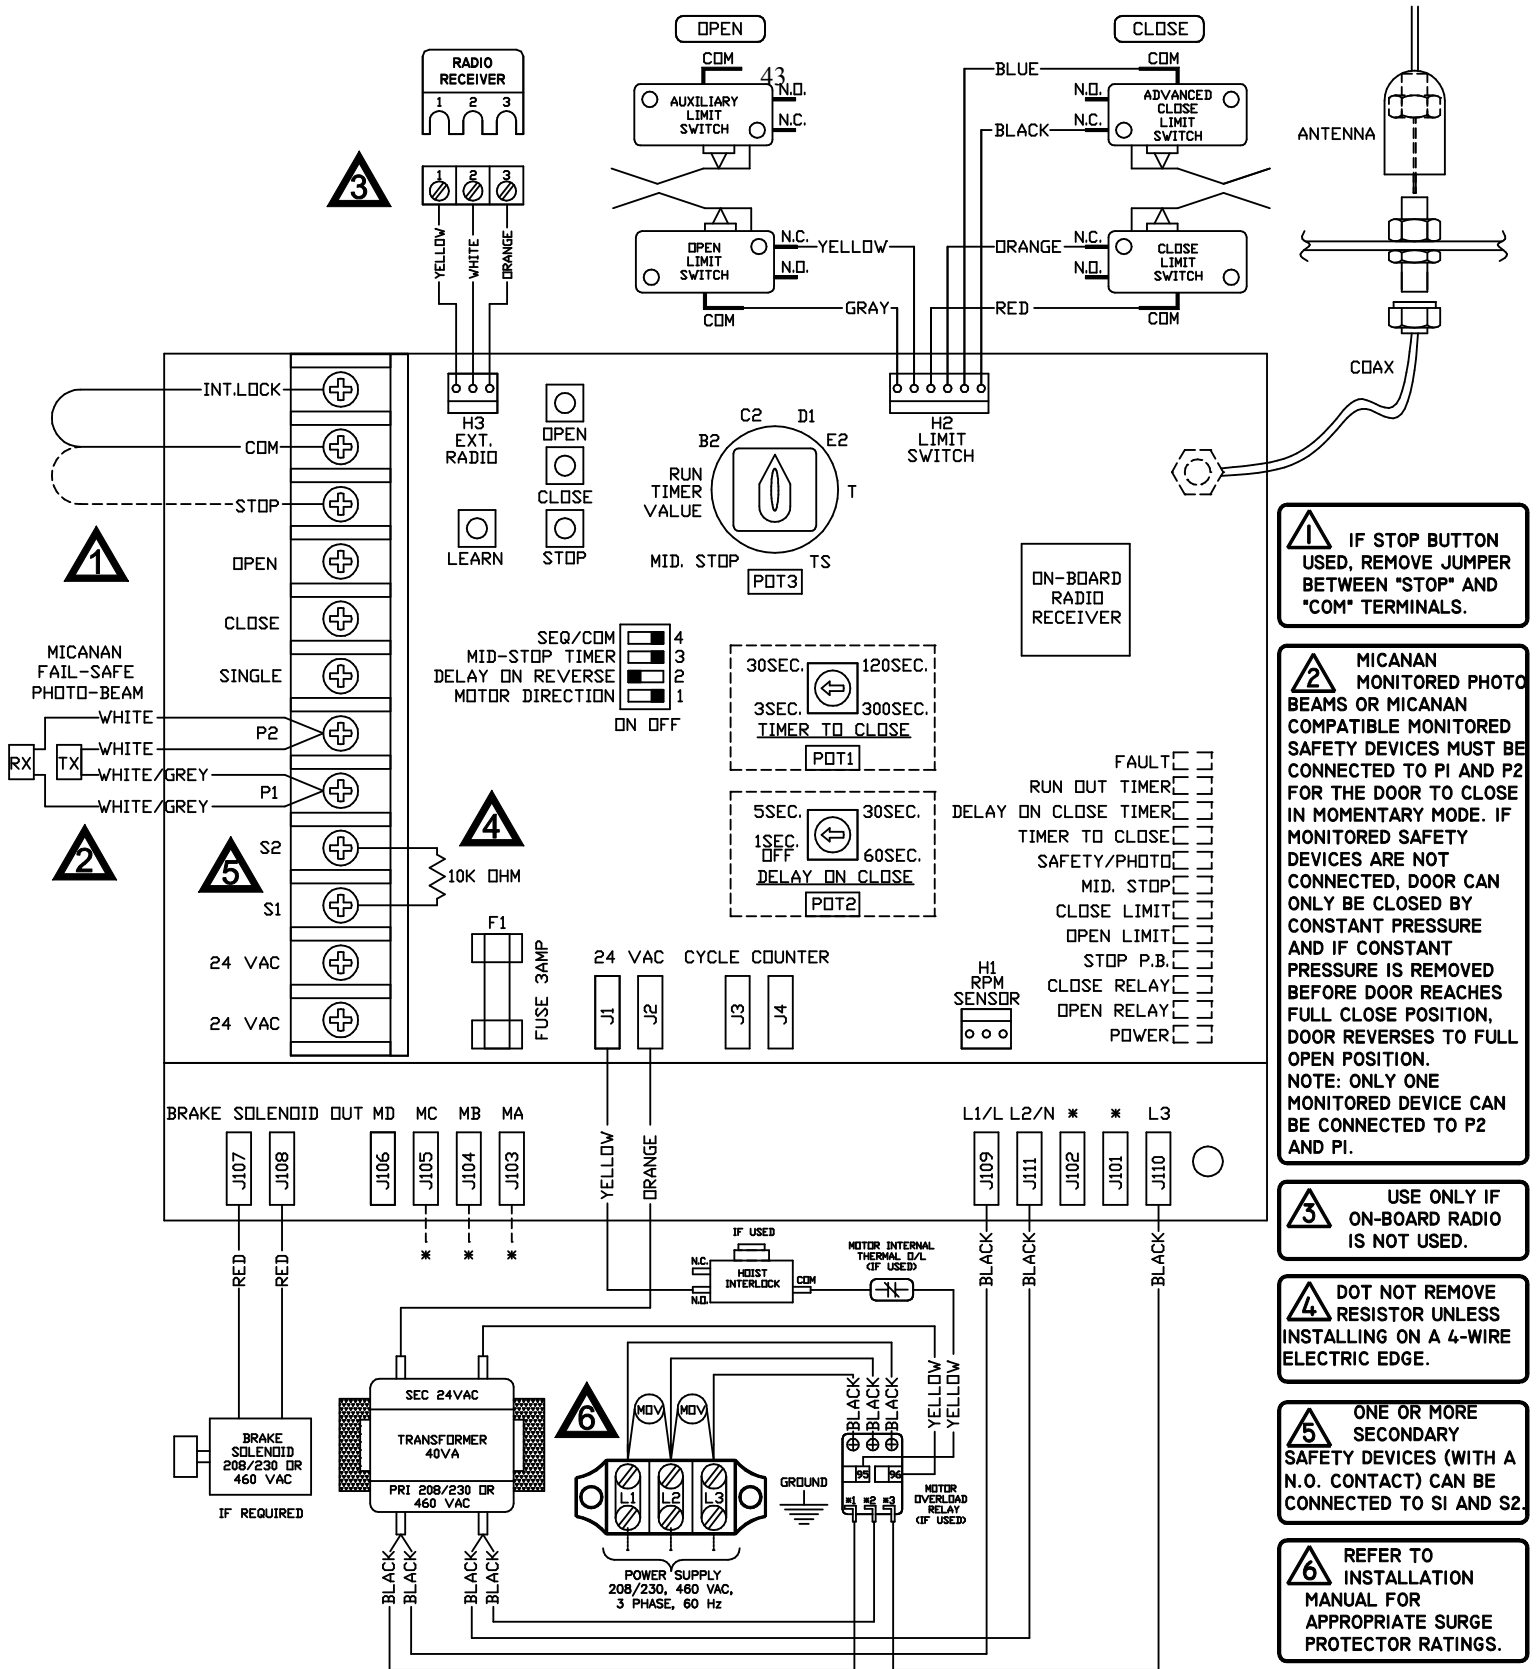 OPEN
CLOSE
RADIO
RECEIVER
1 2 3
COM
43
N.O.
AUXILIARY
LIMIT
SWITCH
N.C.
BLUE
COM
N.O.
ADVANCED
CLOSE
LIMIT
SWITCH
N.C.
BLACK
ANTENNA
3
1 2 3
YELLOW
WHITE
ORANGE
N.C.
YELLOW
OPEN
LIMIT
SWITCH
N.O.
COM
GRAY
ORANGE
N.C.
CLOSE
LIMIT
SWITCH
N.O.
RED
COM
COAX
INT.LOCK
COM
STOP
OPEN
CLOSE
SINGLE
P2
P1
S2
S1
24 VAC
24 VAC
1
MICANAN
FAIL-SAFE
PHOTO-BEAM
WHITE
WHITE
RX
TX
WHITE/GREY
WHITE/GREY
2
5
4
10K OHM
H3
EXT.
RADIO
OPEN
CLOSE
LEARN
STOP
H2
LIMIT
SWITCH
C2
D1
B2
E2
RUN
TIMER
VALUE
T
MID. STOP
TS
POT3
ON-BOARD
RADIO
RECEIVER
SEQ/COM 4
MID-STOP TIMER 3
DELAY ON REVERSE 2
MOTOR DIRECTION 1
ON OFF
30SEC. 120SEC.
3SEC. 300SEC.
TIMER TO CLOSE
POT1
5SEC. 30SEC.
1SEC.
OFF
60SEC.
DELAY ON CLOSE
POT2
FAULT
RUN OUT TIMER
DELAY ON CLOSE TIMER
TIMER TO CLOSE
SAFETY/PHOTO
MID. STOP
CLOSE LIMIT
OPEN LIMIT
STOP P.B.
CLOSE RELAY
OPEN RELAY
POWER
F1
FUSE 3AMP
24 VAC CYCLE COUNTER
J1
J2
J3
J4
H1
RPM
SENSOR
BRAKE SOLENOID OUT MD MC MB MA
J107
J108
J106
J105
J104
J103
* * *
YELLOW
ORANGE
L1/L L2/N * * L3
J109
J111
J102
J101
J110
RED
RED
BLACK
BLACK
BLACK
IF USED
N.C.
HOIST
INTERLOCK
N.O.
COM
MOTOR INTERNAL
THERMAL O/L
(IF USED)
SEC 24VAC
TRANSFORMER
40VA
PRI 208/230 OR
460 VAC
BRAKE
SOLENOID
208/230 OR
460 VAC
IF REQUIRED
6
MOV
MOV
L1
L2
L3
GROUND
BLACK
BLACK
BLACK
YELLOW
YELLOW
95
96
*1 *2 *3
MOTOR
OVERLOAD
RELAY
(IF USED)
POWER SUPPLY
208/230, 460 VAC,
3 PHASE, 60 Hz
BLACK
BLACK
BLACK
BLACK
1 IF STOP BUTTON
USED, REMOVE JUMPER
BETWEEN "STOP" AND
"COM" TERMINALS.
2 MICANAN
MONITORED PHOTO
BEAMS OR MICANAN
COMPATIBLE MONITORED
SAFETY DEVICES MUST BE
CONNECTED TO P1 AND P2
FOR THE DOOR TO CLOSE
IN MOMENTARY MODE. IF
MONITORED SAFETY
DEVICES ARE NOT
CONNECTED, DOOR CAN
ONLY BE CLOSED BY
CONSTANT PRESSURE
AND IF CONSTANT
PRESSURE IS REMOVED
BEFORE DOOR REACHES
FULL CLOSE POSITION,
DOOR REVERSES TO FULL
OPEN POSITION.
NOTE: ONLY ONE
MONITORED DEVICE CAN
BE CONNECTED TO P2
AND P1.
3 USE ONLY IF
ON-BOARD RADIO
IS NOT USED.
4 DOT NOT REMOVE
RESISTOR UNLESS
INSTALLING ON A 4-WIRE
ELECTRIC EDGE.
5 ONE OR MORE
SECONDARY
SAFETY DEVICES (WITH A
N.O. CONTACT) CAN BE
CONNECTED TO S1 AND S2.
6 REFER TO
INSTALLATION
MANUAL FOR
APPROPRIATE SURGE
PROTECTOR RATINGS.